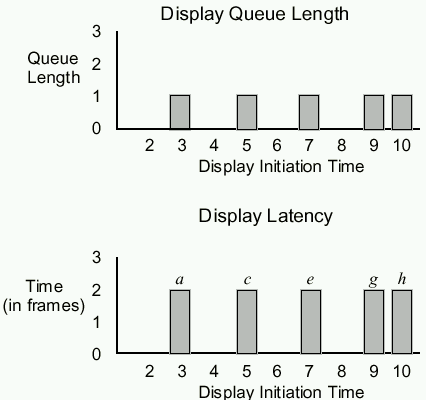 Display Queue Length
3
Queue
Length
2
1
0
2 3 4 5 6 7 8 9 10
Display Initiation Time
Display Latency
3
a c e g h
Time
(in frames)
2
1
0
2 3 4 5 6 7 8 9 10
Display Initiation Time